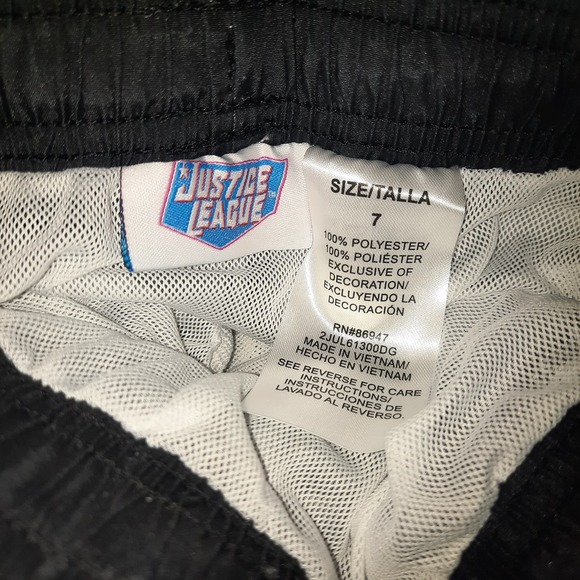 JUSTICE
LEAGUE
TM
SIZE/TALLA
7
100% POLYESTER/
100% POLIÉSTER
EXCLUSIVE OF
DECORATION/
EXCLUYENDO LA
DECORACIÓN
RN#86947
2JUL61300DG
MADE IN VIETNAM/
HECHO EN VIETNAM
SEE REVERSE FOR CARE
INSTRUCTIONS/
INSTRUCCIONES DE
LAVADO AL REVERSO.